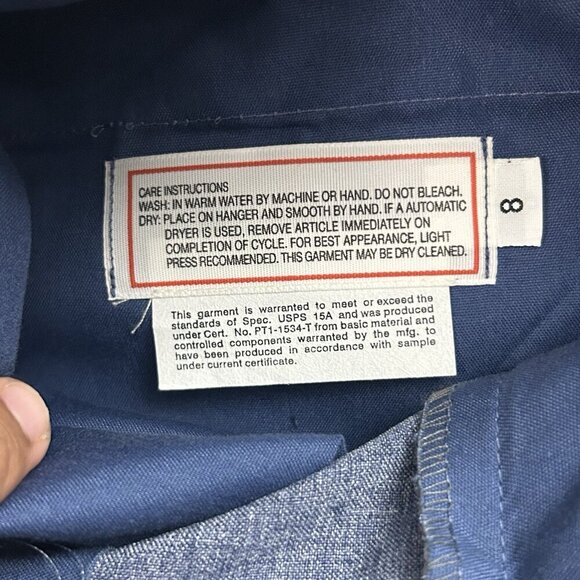 CARE INSTRUCTIONS
WASH: IN WARM WATER BY MACHINE OR HAND. DO NOT BLEACH.
DRY: PLACE ON HANGER AND SMOOTH BY HAND. IF A AUTOMATIC
DRYER IS USED, REMOVE ARTICLE IMMEDIATELY ON
COMPLETION OF CYCLE. FOR BEST APPEARANCE, LIGHT
PRESS RECOMMENDED. THIS GARMENT MAY BE DRY CLEANED.
8
This garment is warranted to meet or exceed the
standards of Spec. USPS 15A and was produced
under Cert. No. PT1-1534-T from basic material and
controlled components warranted by the mfg. to
have been produced in accordance with sample
under current certificate.